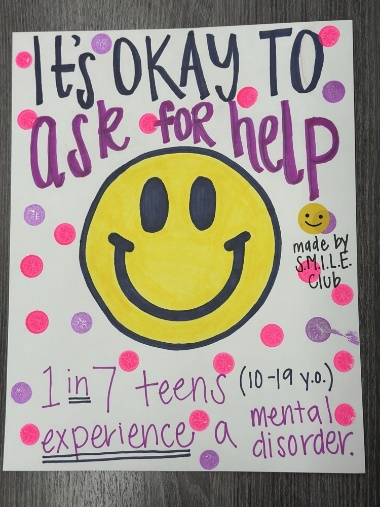 It's OKAY TO
ask FOR help
made by
S.M.I.L.E.
Club
1 in 7 teens (10-19 y.o.)
experience a mental
disorder.